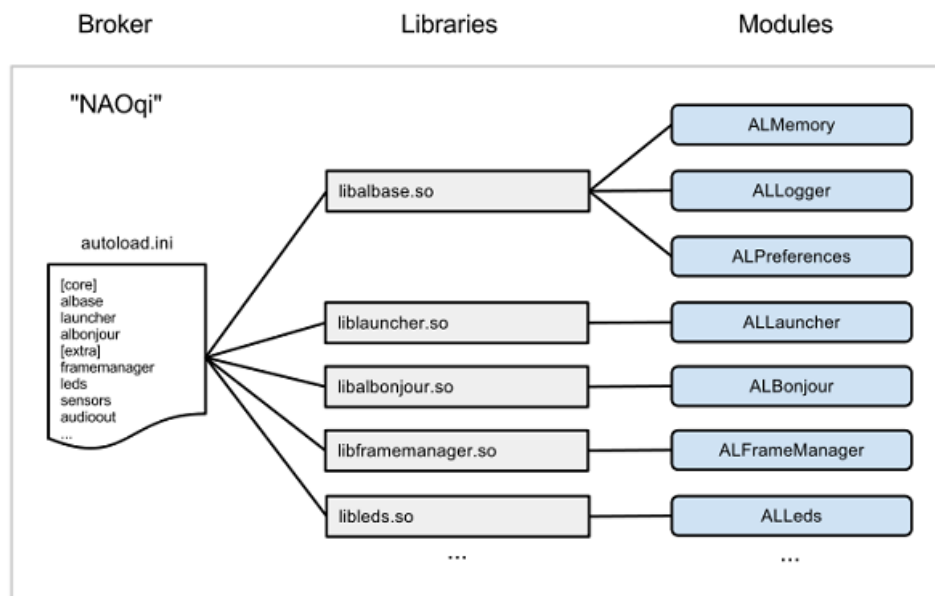 Broker
Libraries
Modules
"NAOqi"
autoload.ini
[core]
albase
launcher
albonjour
[extra]
framemanager
leds
sensors
audioout
...
libalbase.so
liblauncher.so
libalbonjour.so
libframemanager.so
libleds.so
...
ALMemory
ALLogger
ALPreferences
ALLauncher
ALBonjour
ALFrameManager
ALLeds
...